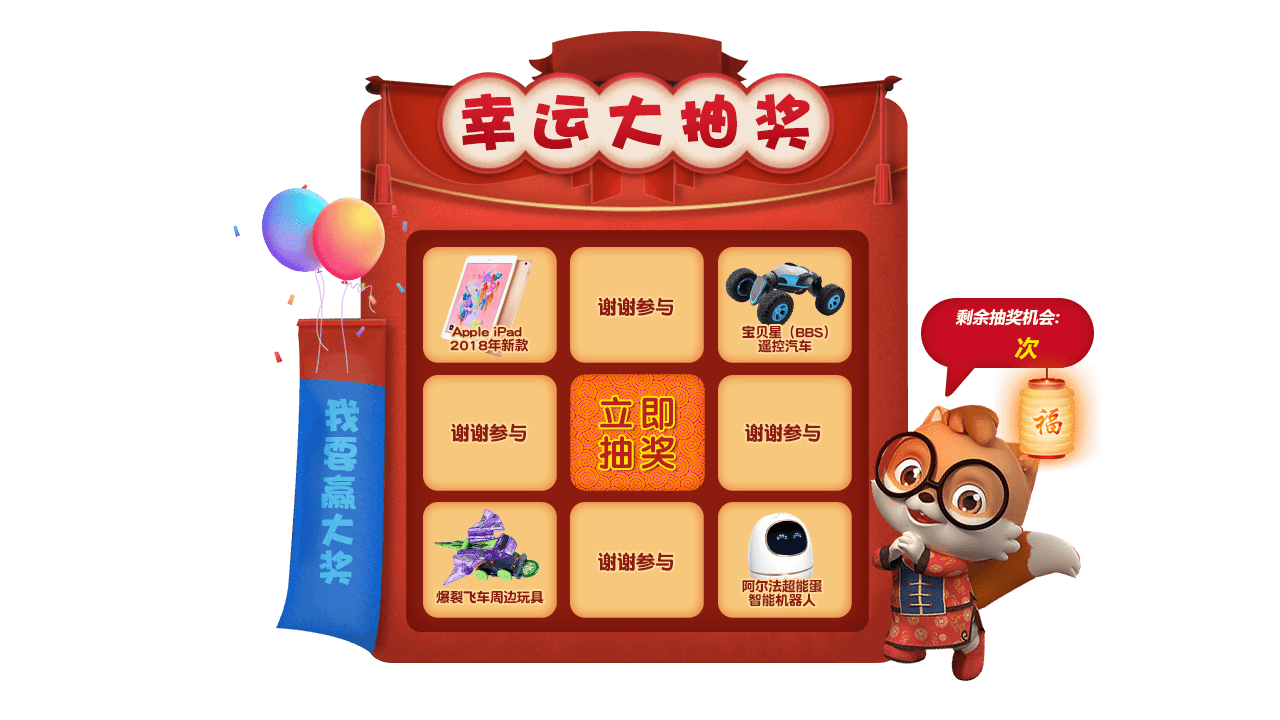 幸运大抽奖
Apple iPad
2018年新款
谢谢参与
宝贝星（BBS）
遥控汽车
剩余抽奖机会:
次
福
谢谢参与
立即
抽奖
谢谢参与
我要赢大奖
爆裂飞车周边玩具
谢谢参与
阿尔法超能蛋
智能机器人